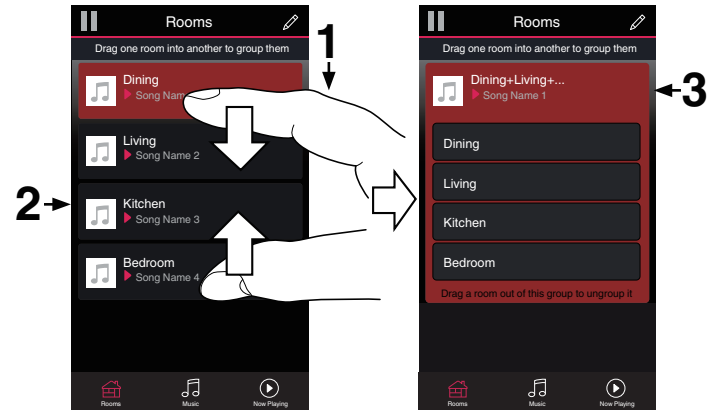 Rooms
Drag one room into another to group them
1
Dining
Song Nam
Living
Song Name 2
2
Kitchen
Song Name 3
Bedroom
Song Name 4
Rooms
Music
Now Playing
Rooms
Drag one room into another to group them
Dining+Living+...
Song Name 1
3
Dining
Living
Kitchen
Bedroom
Drag a room out of this group to ungroup it
Rooms
Music
Now Playing